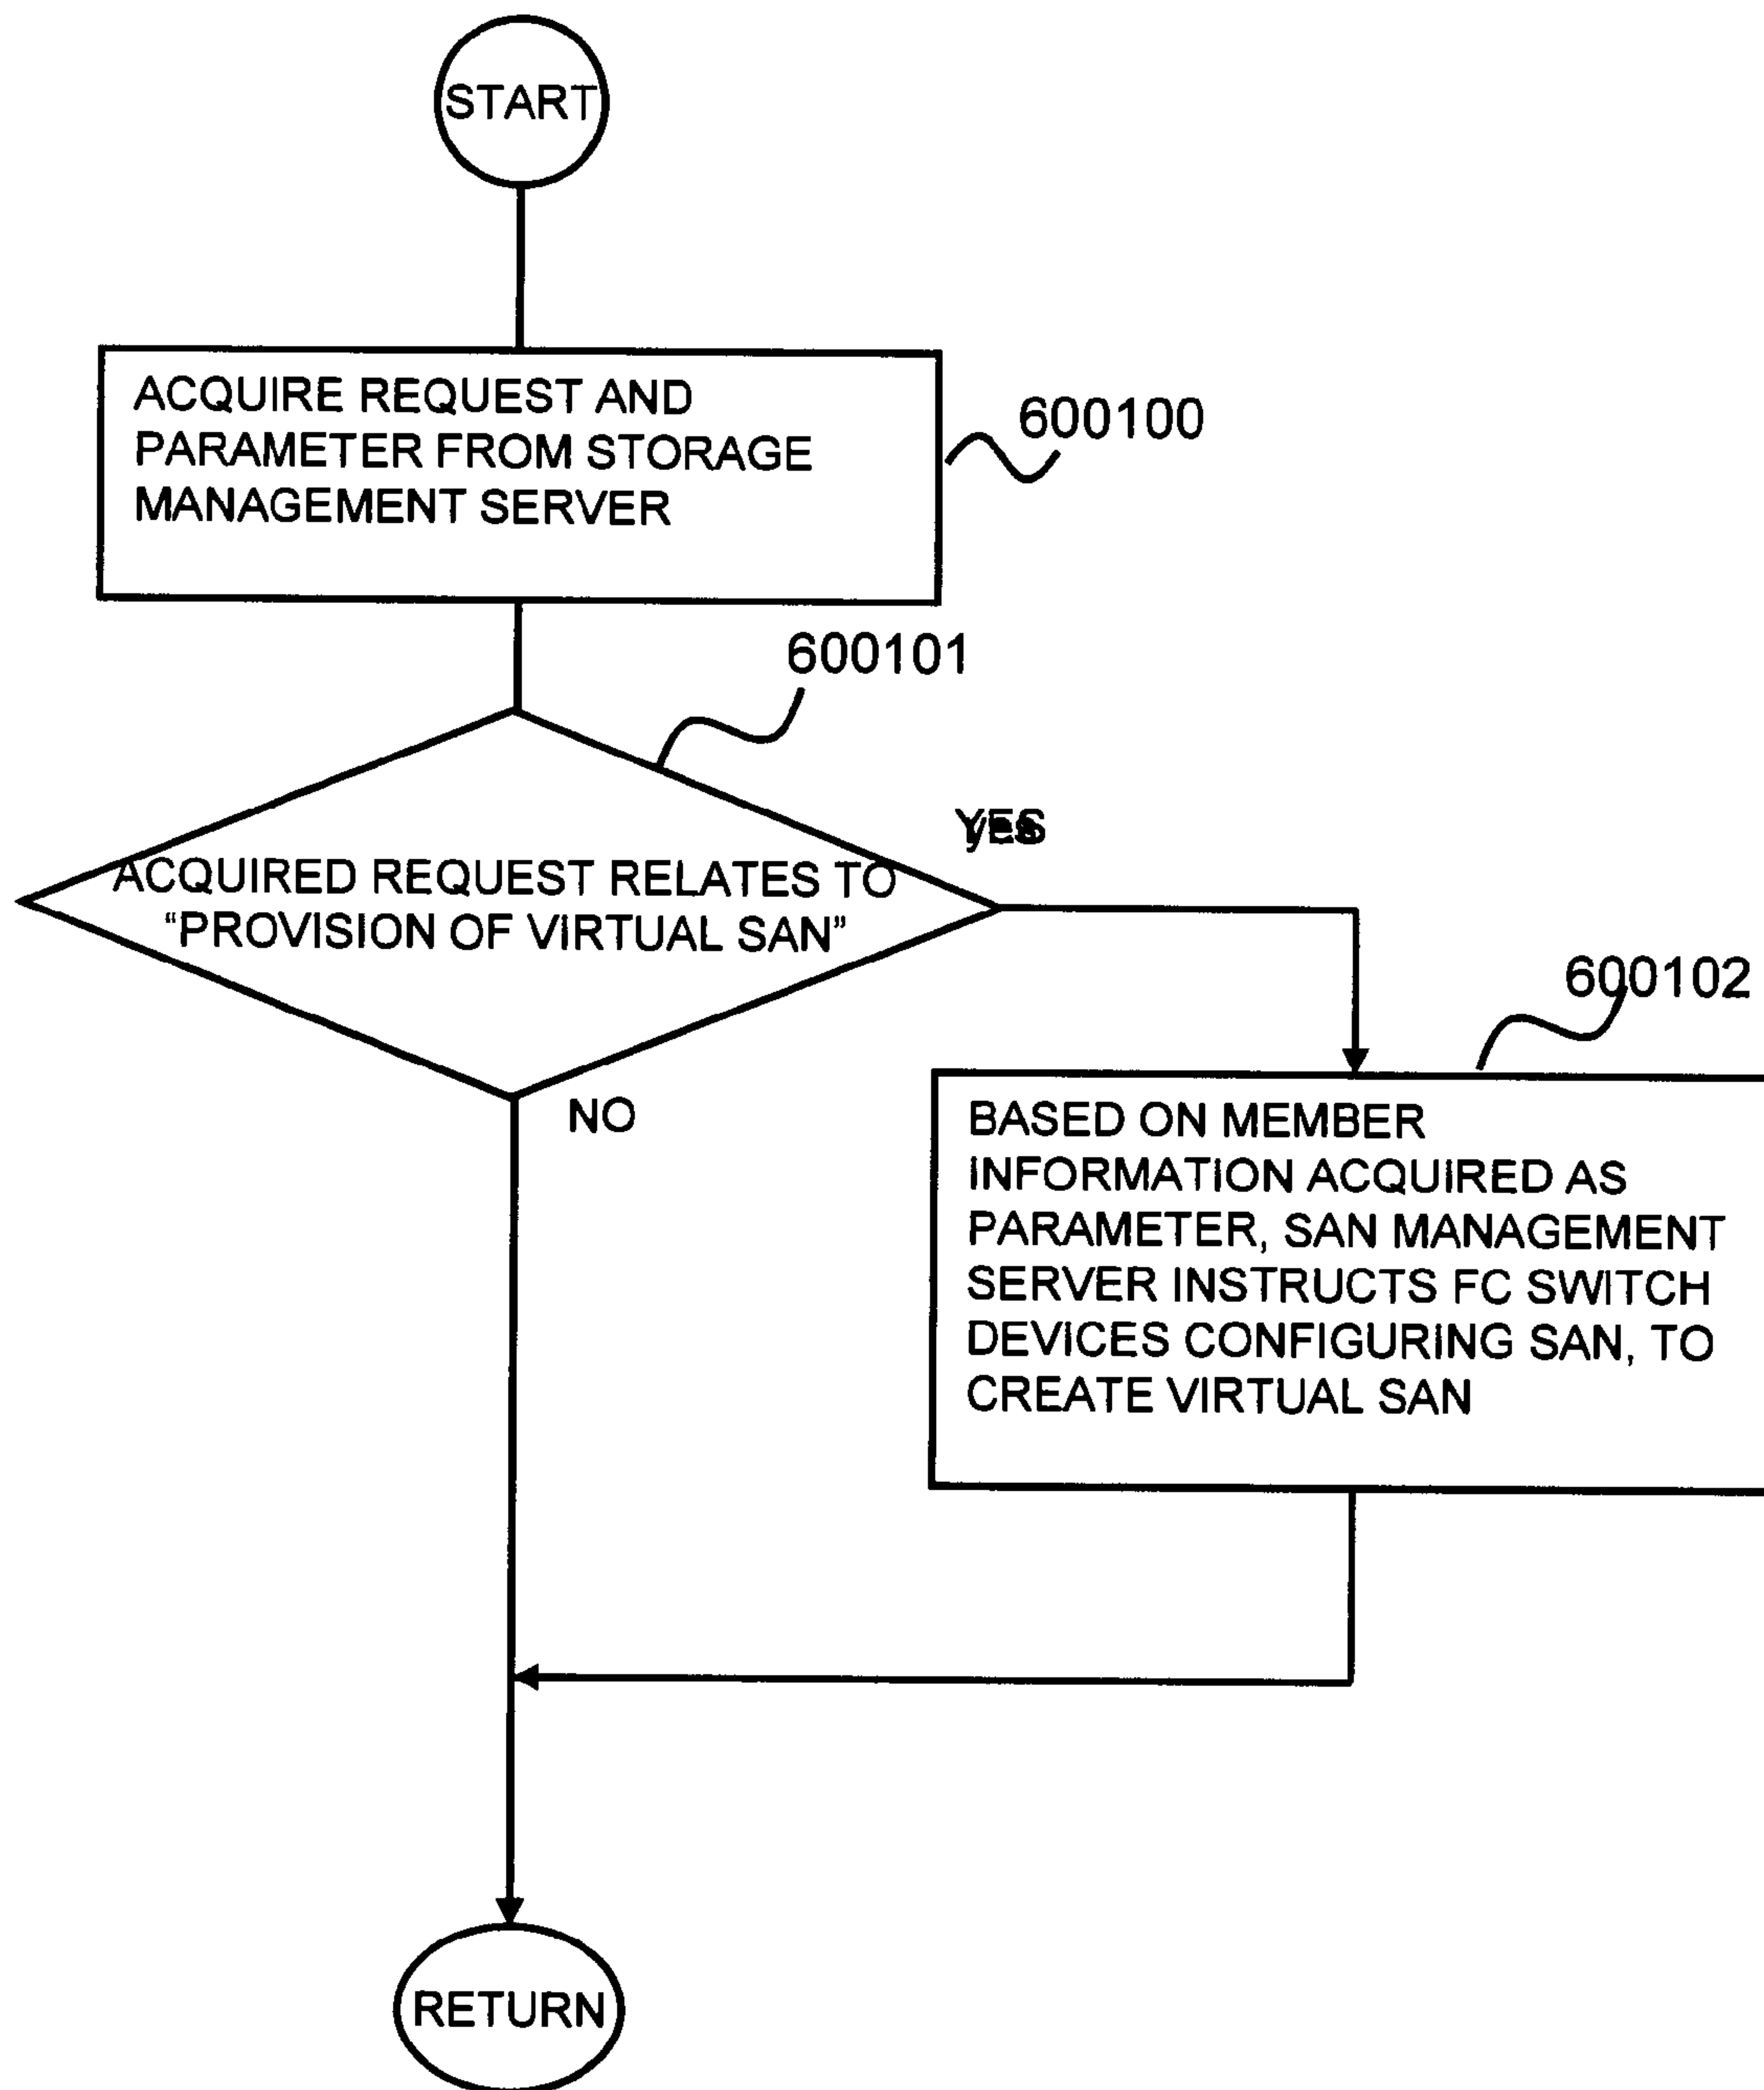 START
ACQUIRE REQUEST AND
PARAMETER FROM STORAGE
MANAGEMENT SERVER
600100
600101
YES
ACQUIRED REQUEST RELATES TO
“PROVISION OF VIRTUAL SAN”
600102
NO
BASED ON MEMBER
INFORMATION ACQUIRED AS
PARAMETER, SAN MANAGEMENT
SERVER INSTRUCTS FC SWITCH
DEVICES CONFIGURING SAN, TO
CREATE VIRTUAL SAN
RETURN